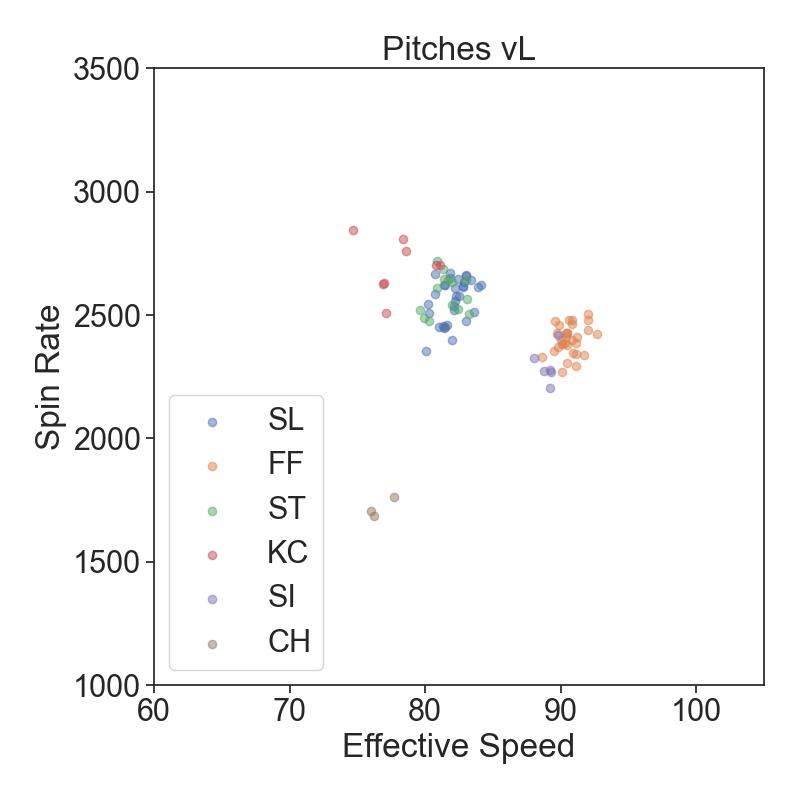 Pitches vL
3500
3000
2500
2000
1500
1000
Spin Rate
SL
FF
ST
KC
SI
CH
60 70 80 90 100
Effective Speed